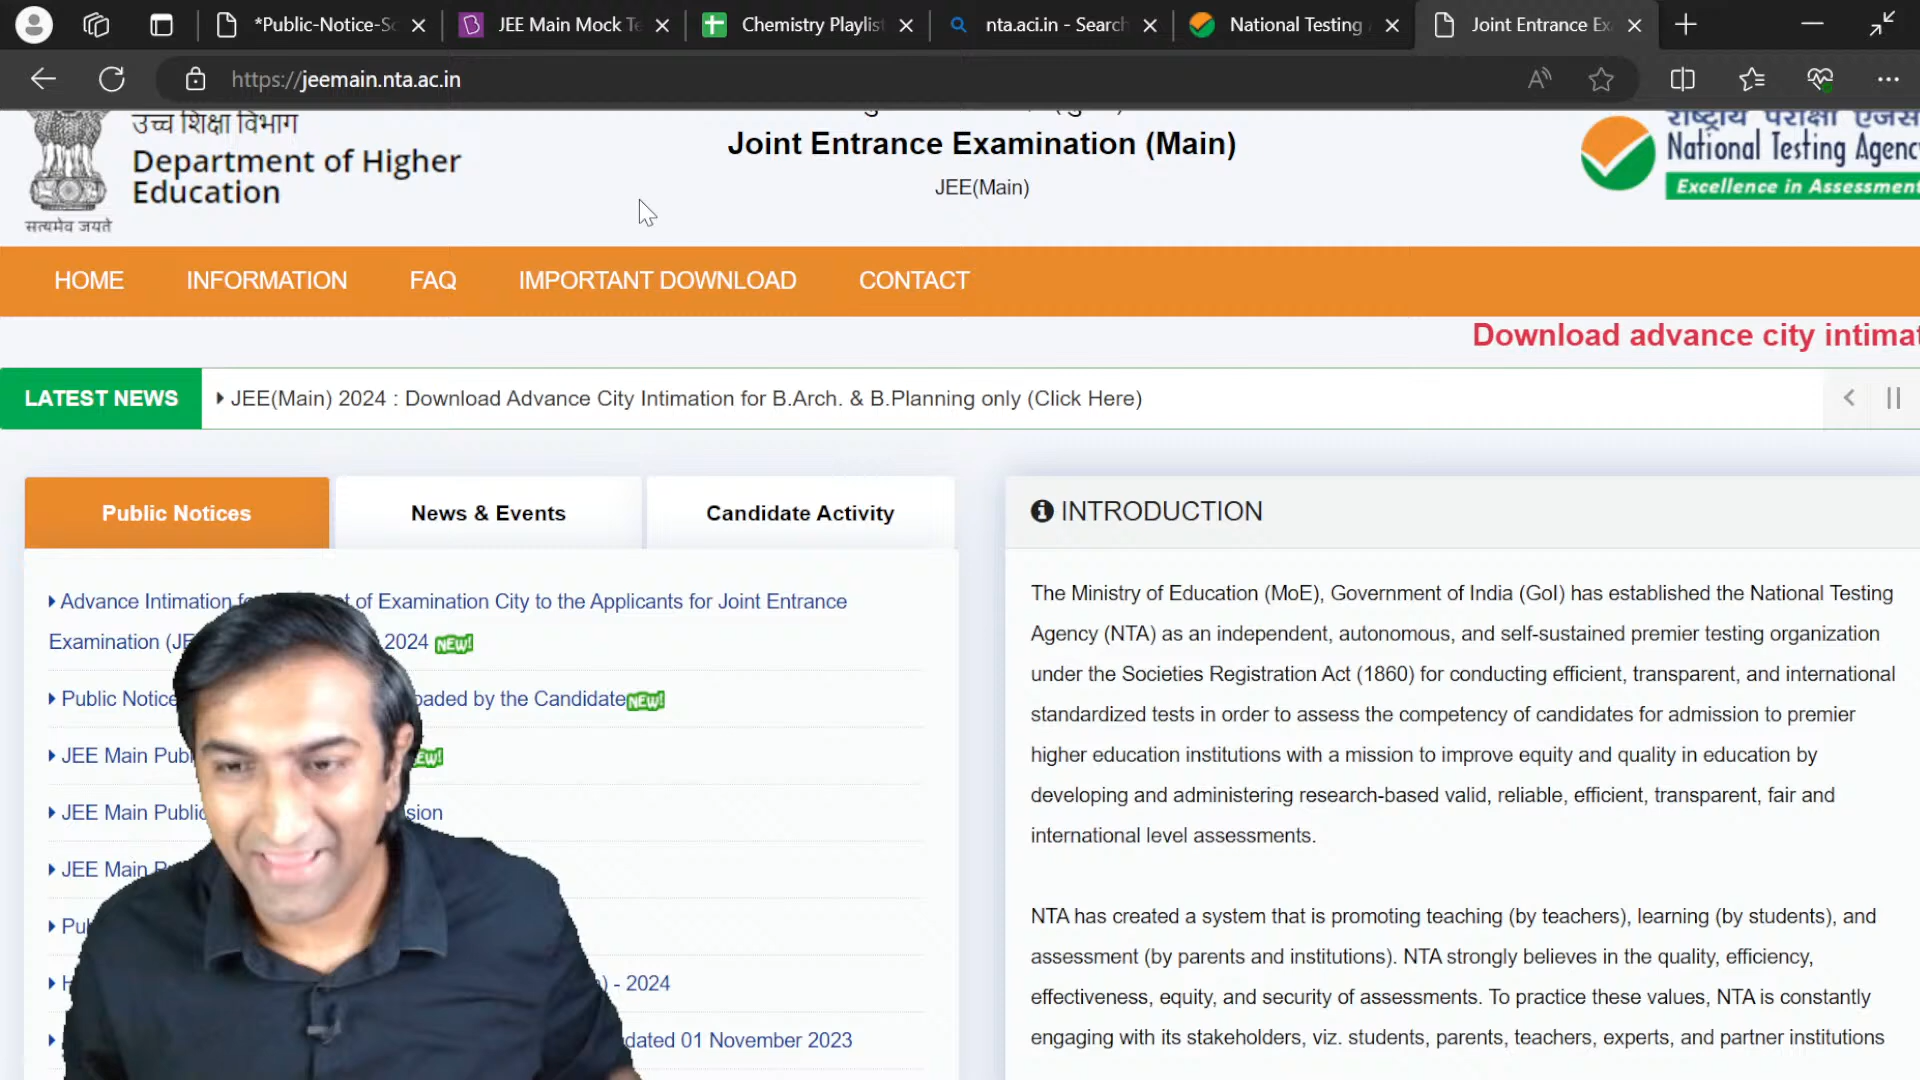 *Public-Notice-Sc
JEE Main Mock Te
Chemistry Playlist
nta.aci.in - Search
National Testing
Joint Entrance Ex
https://jeemain.nta.ac.in
उच्च शिक्षा विभाग
Department of Higher
Education
सत्यमेव जयते
Joint Entrance Examination (Main)
JEE(Main)
राष्ट्रीय परीक्षा एजेंस
National Testing Agency
Excellence in Assessment
HOME INFORMATION FAQ IMPORTANT DOWNLOAD CONTACT
Download advance city intimat
LATEST NEWS
JEE(Main) 2024 : Download Advance City Intimation for B.Arch. & B.Planning only (Click Here)
Public Notices
News & Events
Candidate Activity
Advance Intimation of Examination City to the Applicants for Joint Entrance
Examination (JE 2024 NEW!
Public Notice oaded by the Candidate NEW!
JEE Main Publ EW!
JEE Main Public sion
JEE Main
Pu
) - 2024
dated 01 November 2023
INTRODUCTION
The Ministry of Education (MoE), Government of India (GoI) has established the National Testing
Agency (NTA) as an independent, autonomous, and self-sustained premier testing organization
under the Societies Registration Act (1860) for conducting efficient, transparent, and international
standardized tests in order to assess the competency of candidates for admission to premier
higher education institutions with a mission to improve equity and quality in education by
developing and administering research-based valid, reliable, efficient, transparent, fair and
international level assessments.
NTA has created a system that is promoting teaching (by teachers), learning (by students), and
assessment (by parents and institutions). NTA strongly believes in the quality, efficiency,
effectiveness, equity, and security of assessments. To practice these values, NTA is constantly
engaging with its stakeholders, viz. students, parents, teachers, experts, and partner institutions